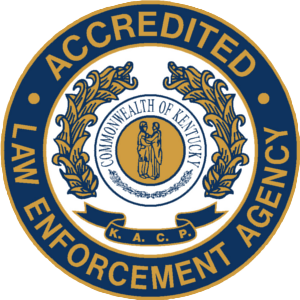 ACCREDITED
LAW ENFORCEMENT AGENCY
COMMONWEALTH OF KENTUCKY
K. A. C. P.